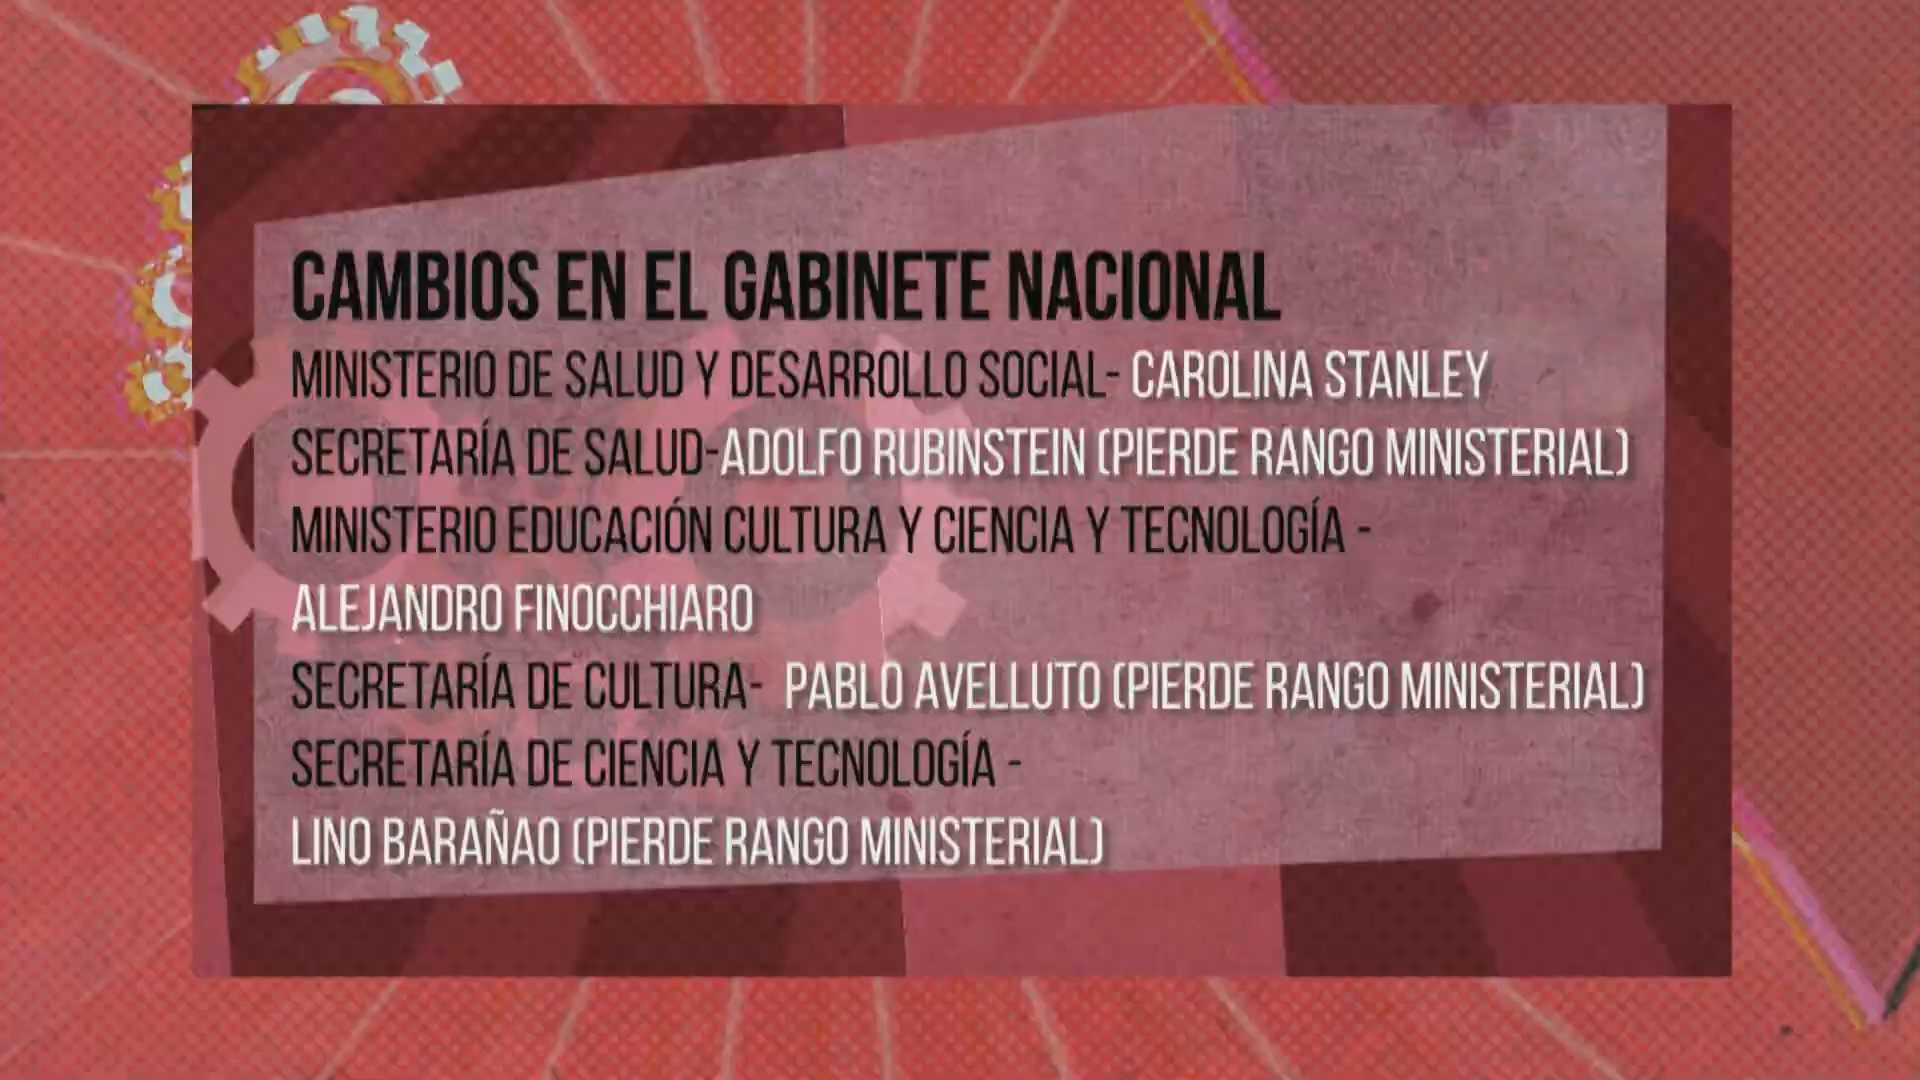 CAMBIOS EN EL GABINETE NACIONAL
MINISTERIO DE SALUD Y DESARROLLO SOCIAL- CAROLINA STANLEY
SECRETARÍA DE SALUD-ADOLFO RUBINSTEIN (PIERDE RANGO MINISTERIAL)
MINISTERIO EDUCACIÓN CULTURA Y CIENCIA Y TECNOLOGÍA -
ALEJANDRO FINOCCHIARO
SECRETARÍA DE CULTURA- PABLO AVELLUTO (PIERDE RANGO MINISTERIAL)
SECRETARÍA DE CIENCIA Y TECNOLOGÍA -
LINO BARAÑAO (PIERDE RANGO MINISTERIAL)